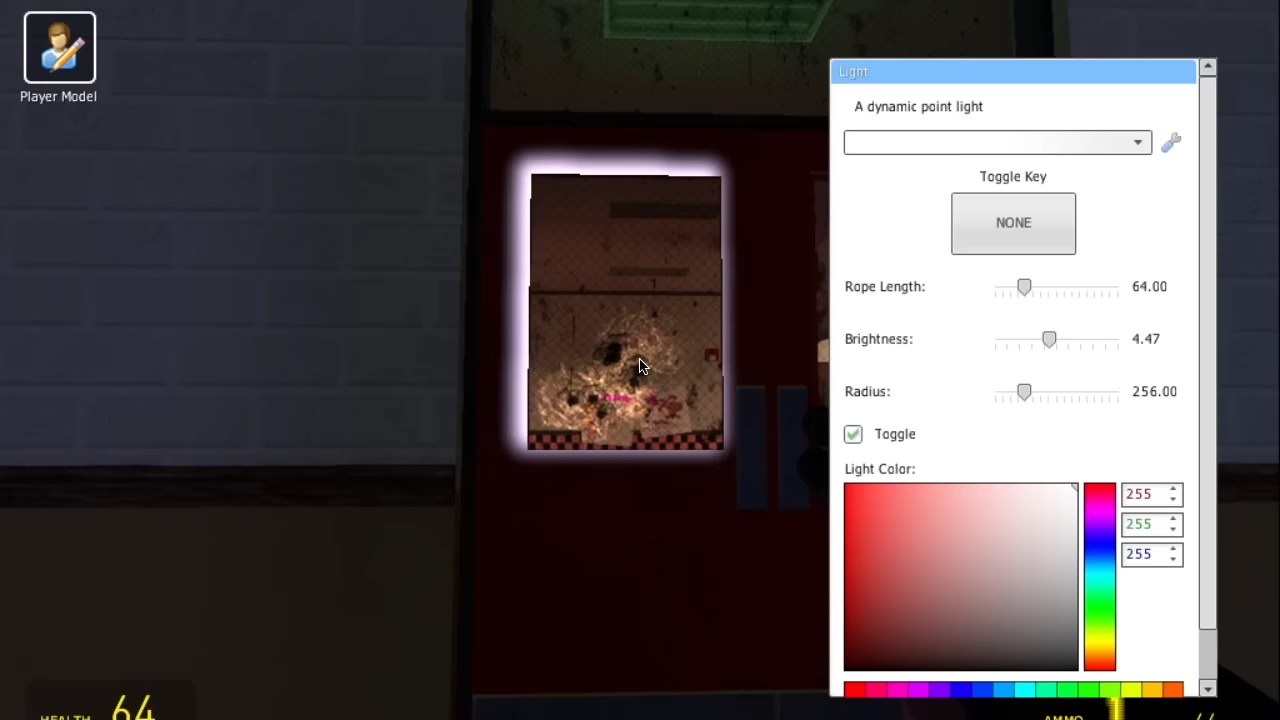 Player Model
Light
A dynamic point light
Toggle Key
NONE
Rope Length: 64.00
Brightness: 4.47
Radius: 256.00
Toggle
Light Color:
255
255
255
HEALTH 64
AMMO